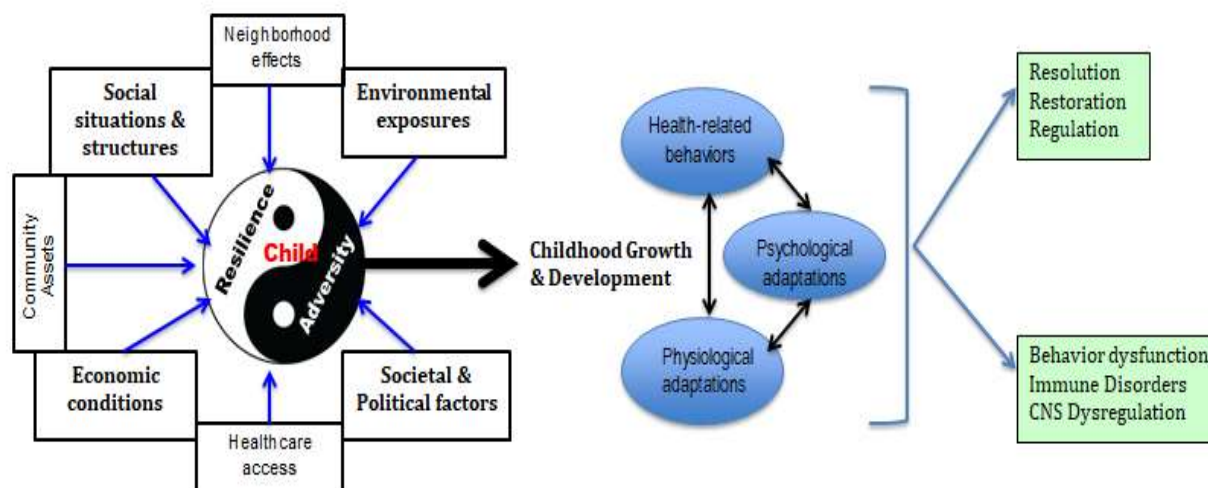 Neighborhood
effects
Social
situations &
structures
Environmental
exposures
Community
Assets
Resilience
Child
Adversity
Economic
conditions
Societal &
Political factors
Health care
access
Childhood Growth
& Development
Health-related
behaviors
Psychological
adaptations
Physiological
adaptations
Resolution
Restoration
Regulation
Behavior dysfunction
Immune Disorders
CNS Dysregulation